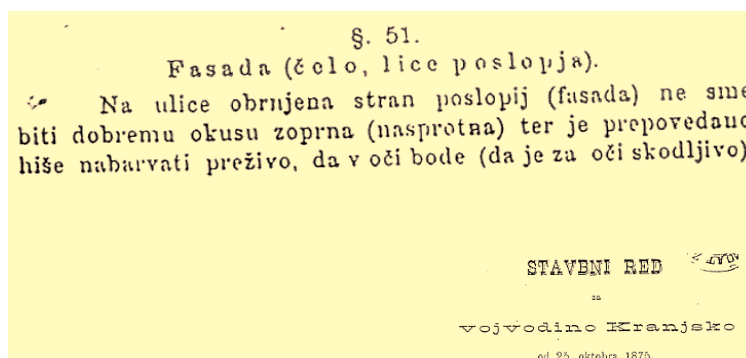 §. 51.
Fasada (čelo, lice poslopja).
Na ulice obrnjena stran poslopij (fasada) ne sme
biti dobremu okusu zoprna (nasprotna) ter je prepovedano
hiše nabarvati preživo, da v oči bode (da je za oči skodljivo)
STAVBNI RED
za
vojvodino Kranjsko
od 25. oktobra 1875.